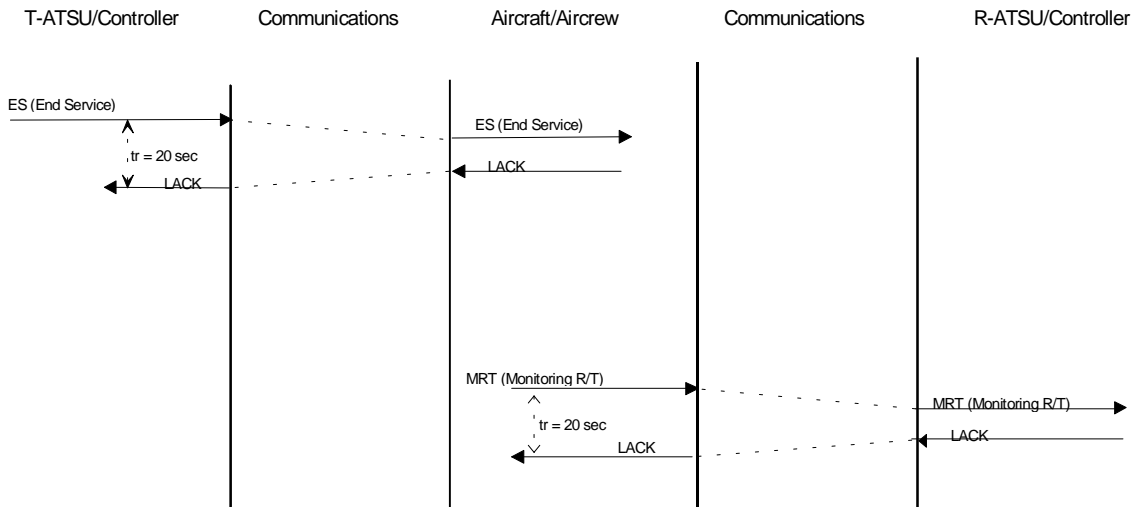 T-ATSU/Controller
Communications
Aircraft/Aircrew
Communications
R-ATSU/Controller
ES (End Service)
ES (End Service)
tr = 20 sec
LACK
LACK
MRT (Monitoring R/T)
MRT (Monitoring R/T)
tr = 20 sec
LACK
LACK